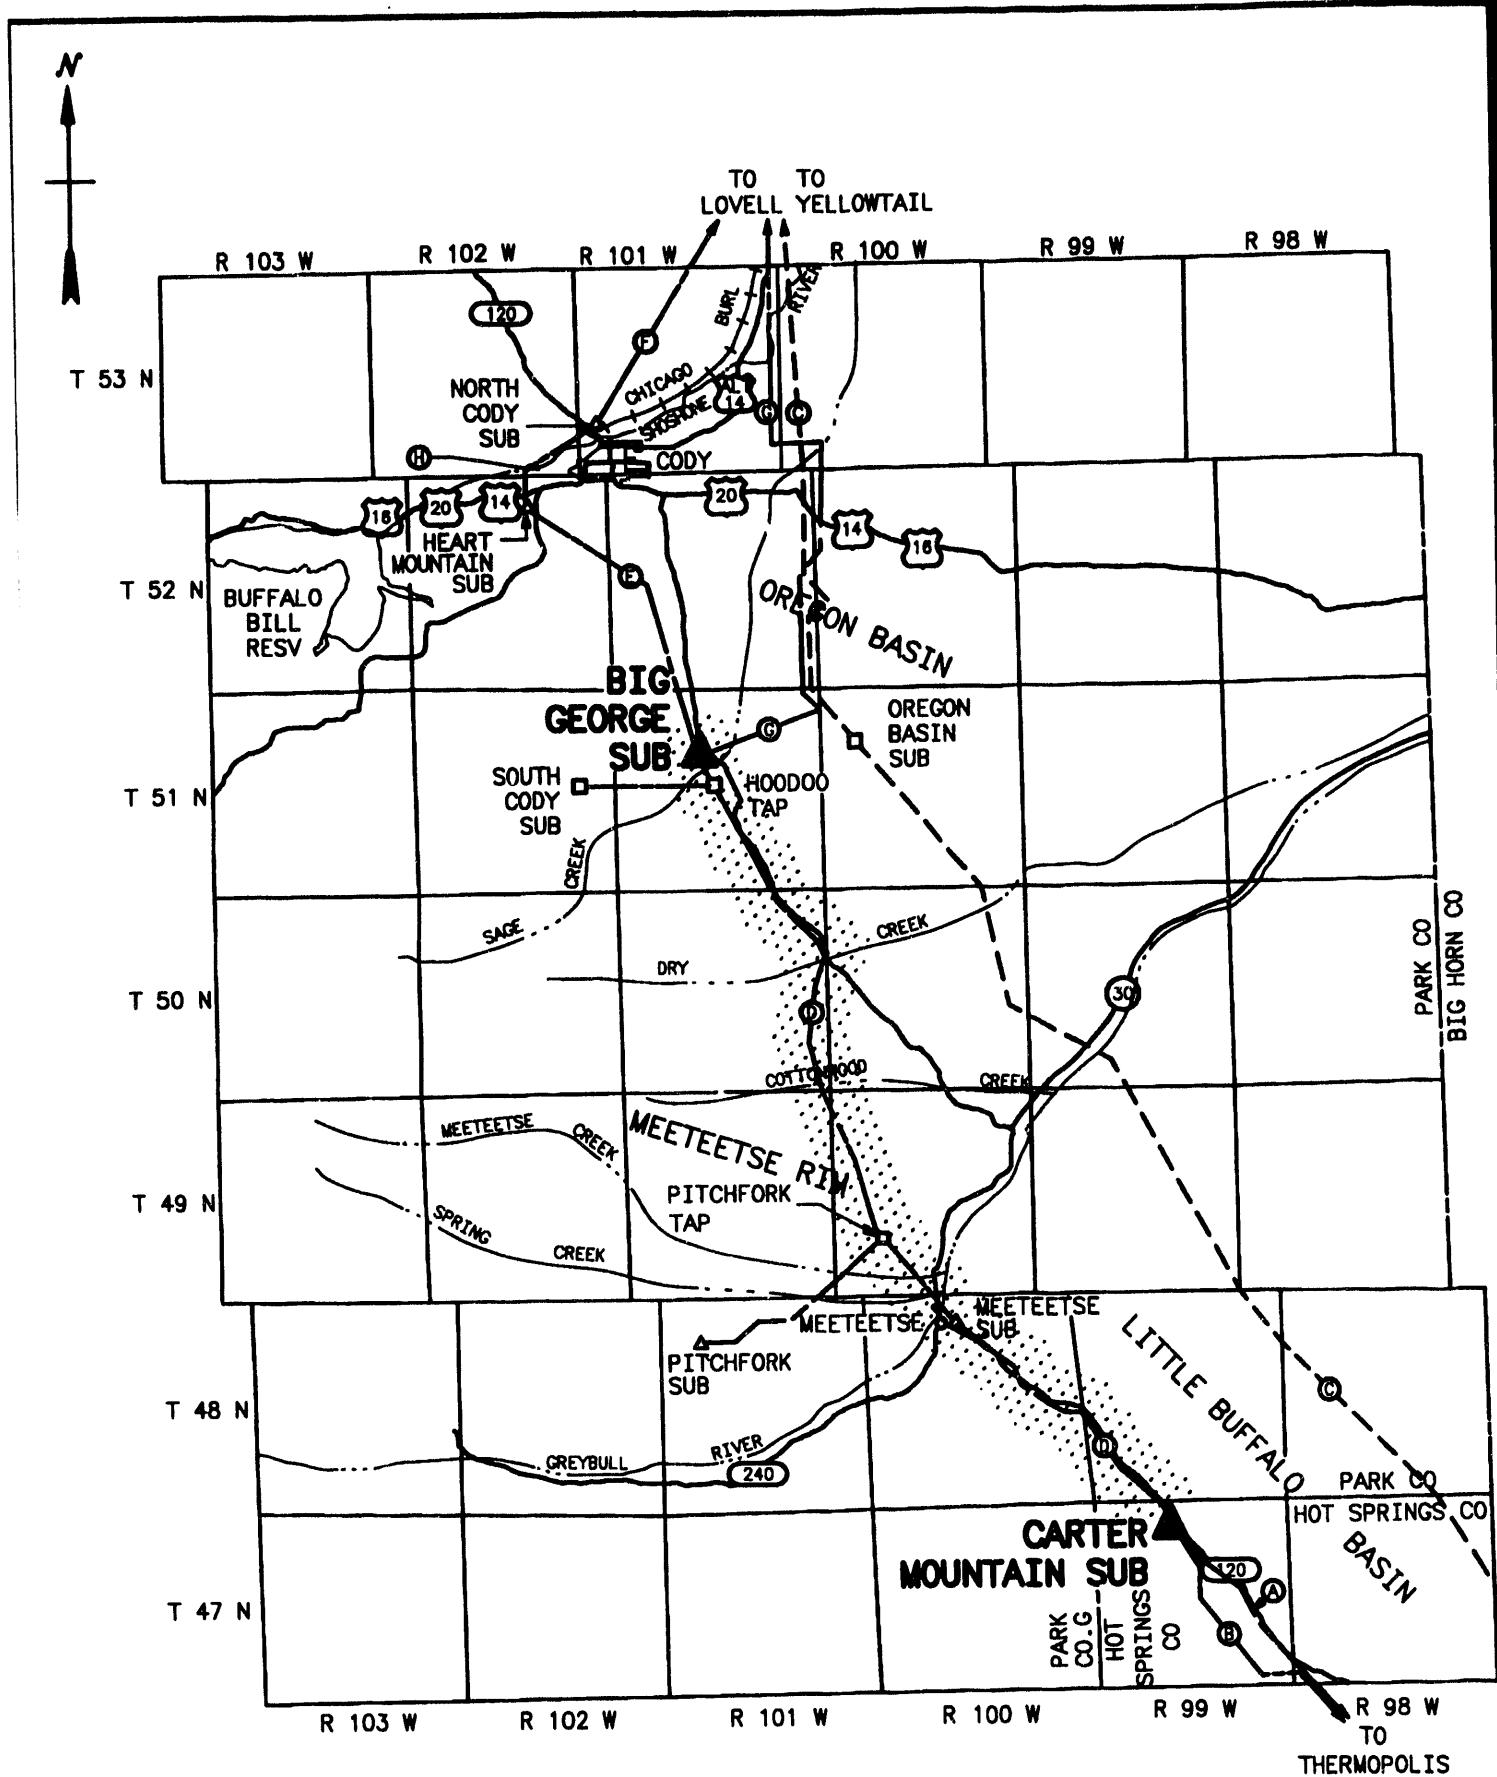 N
TO TO
LOVELL YELLOWTAIL
R 103 W
R 102 W
R 101 W
R 100 W
R 99 W
R 98 W
120
F
BURL
RIVER
T 53 N
CHICAGO
SHOSHONE
14
G
C
NORTH
CODY
SUB
H
CODY
16
20
14
20
14
16
HEART
MOUNTAIN
SUB
E
T 52 N
BUFFALO
BILL
RESV
OREGON BASIN
BIG
GEORGE
SUB
G
OREGON
BASIN
SUB
SOUTH
CODY
SUB
HOODOO
TAP
T 51 N
CREEK
SAGE
CREEK
DRY
PARK CO
BIG HORN CO
T 50 N
30
D
COTTONWOOD
CREEK
MEETEETSE
CREEK
MEETEETSE RIM
PITCHFORK
TAP
T 49 N
SPRING
CREEK
MEETEETSE
MEETEETSE
SUB
PITCHFORK
SUB
LITTLE BUFFALO
C
T 48 N
GREYBULL
RIVER
240
D
PARK CO
HOT SPRINGS CO
BASIN
CARTER
MOUNTAIN SUB
120
A
B
T 47 N
PARK
CO.G
HOT
SPRINGS
CO
R 103 W
R 102 W
R 101 W
R 100 W
R 99 W
R 98 W
TO
THERMOPOLIS